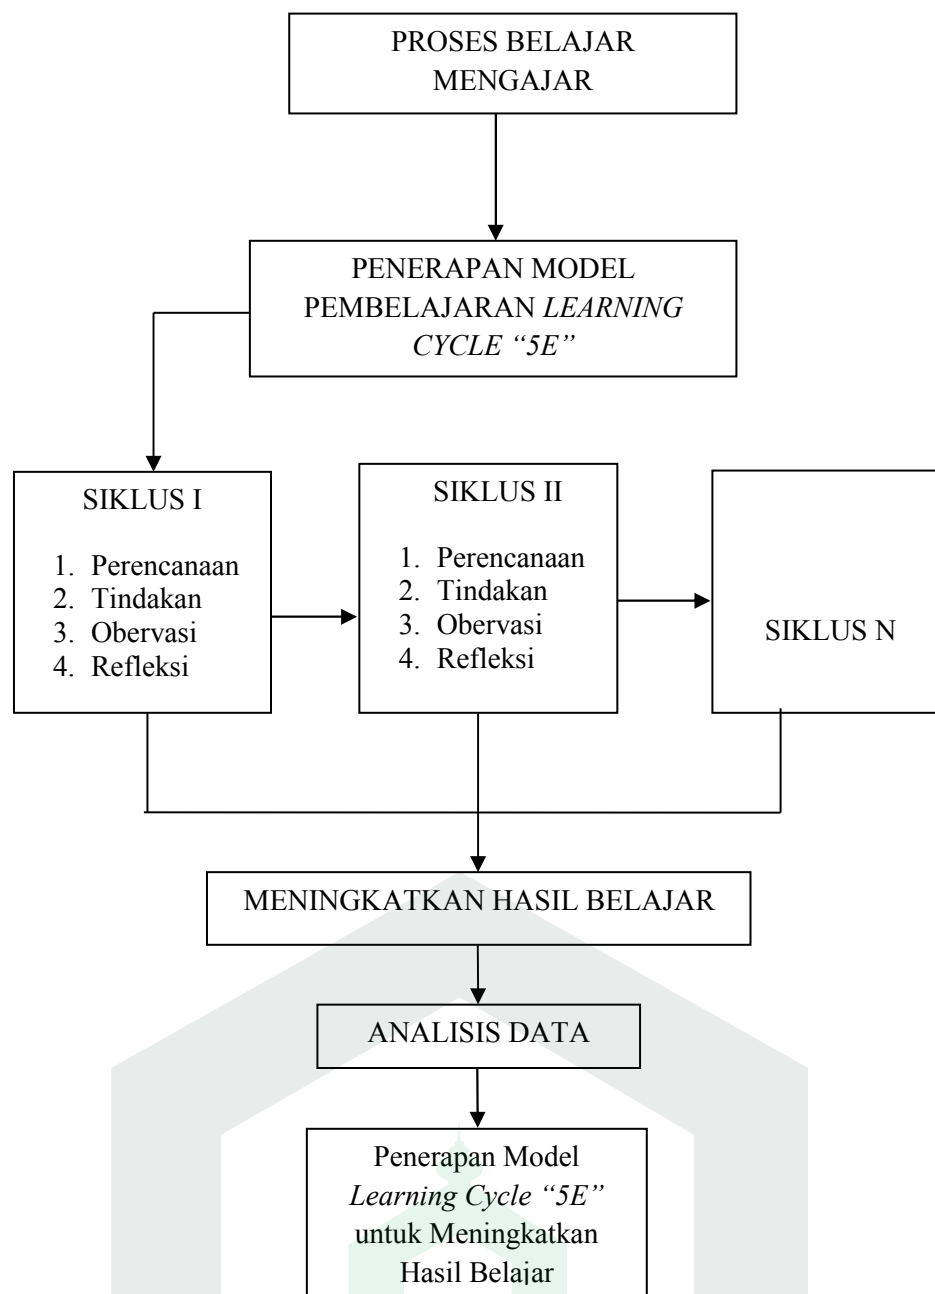 PROSES BELAJAR
MENGAJAR
PENERAPAN MODEL
PEMBELAJARAN LEARNING
CYCLE “5E”
SIKLUS I
1. Perencanaan
2. Tindakan
3. Obervasi
4. Refleksi
SIKLUS II
1. Perencanaan
2. Tindakan
3. Obervasi
4. Refleksi
SIKLUS N
MENINGKATKAN HASIL BELAJAR
ANALISIS DATA
Penerapan Model
Learning Cycle “5E”
untuk Meningkatkan
Hasil Belajar